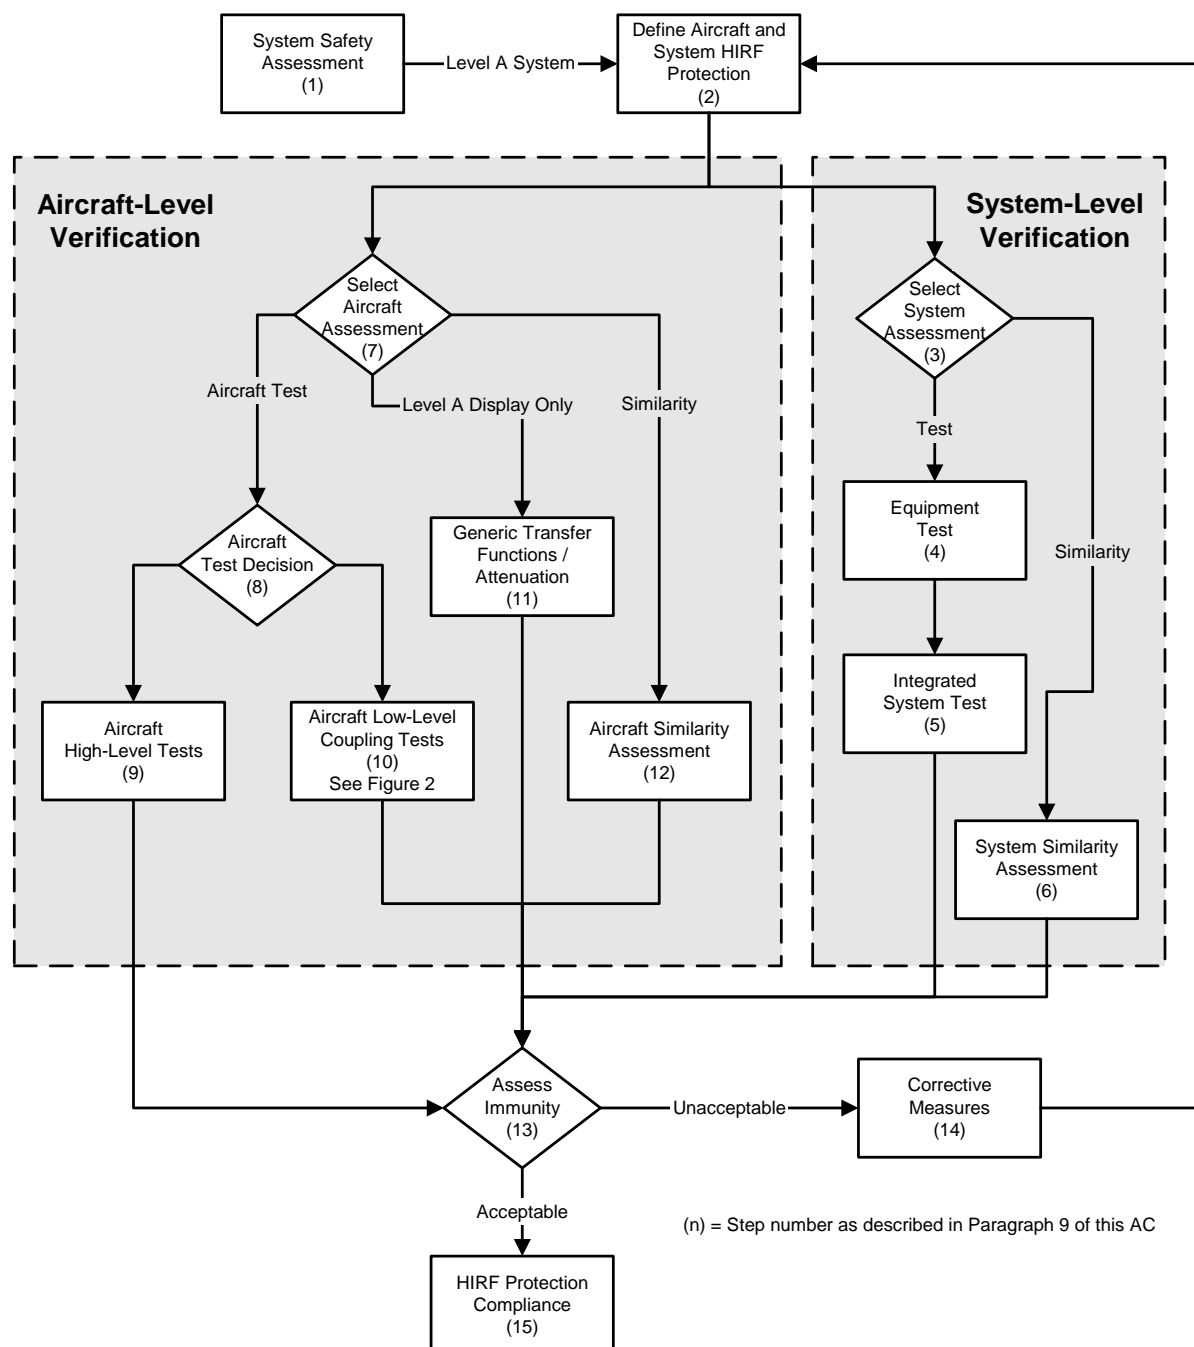 System Safety
Assessment
(1)
Level A System
Define Aircraft and
System HIRF
Protection
(2)
Aircraft-Level
Verification
System-Level
Verification
Select
Aircraft
Assessment
(7)
Select
System
Assessment
(3)
Aircraft Test
Level A Display Only
Similarity
Test
Aircraft
Test Decision
(8)
Generic Transfer
Functions /
Attenuation
(11)
Equipment
Test
(4)
Similarity
Aircraft
High-Level Tests
(9)
Aircraft Low-Level
Coupling Tests
(10)
See Figure 2
Aircraft Similarity
Assessment
(12)
Integrated
System Test
(5)
System Similarity
Assessment
(6)
Assess
Immunity
(13)
Unacceptable
Corrective
Measures
(14)
Acceptable
(n) = Step number as described in Paragraph 9 of this AC
HIRF Protection
Compliance
(15)